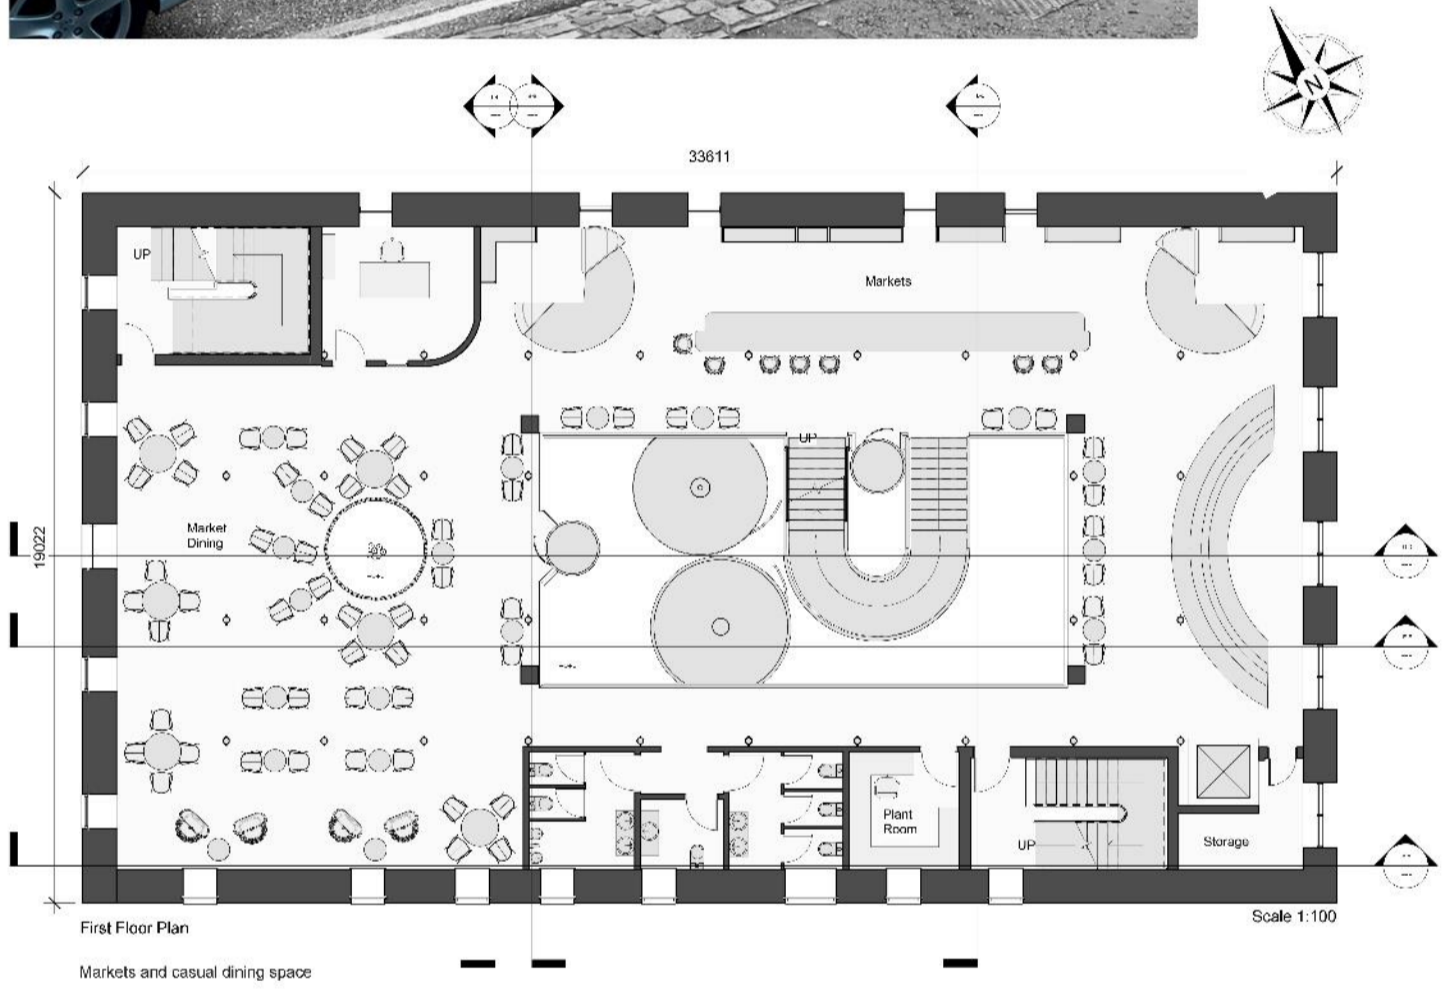 N
33611
UP
Markets
UP
19022
Market
Dining
Plant
Room
UP
Storage
First Floor Plan
Scale 1:100
Markets and casual dining space